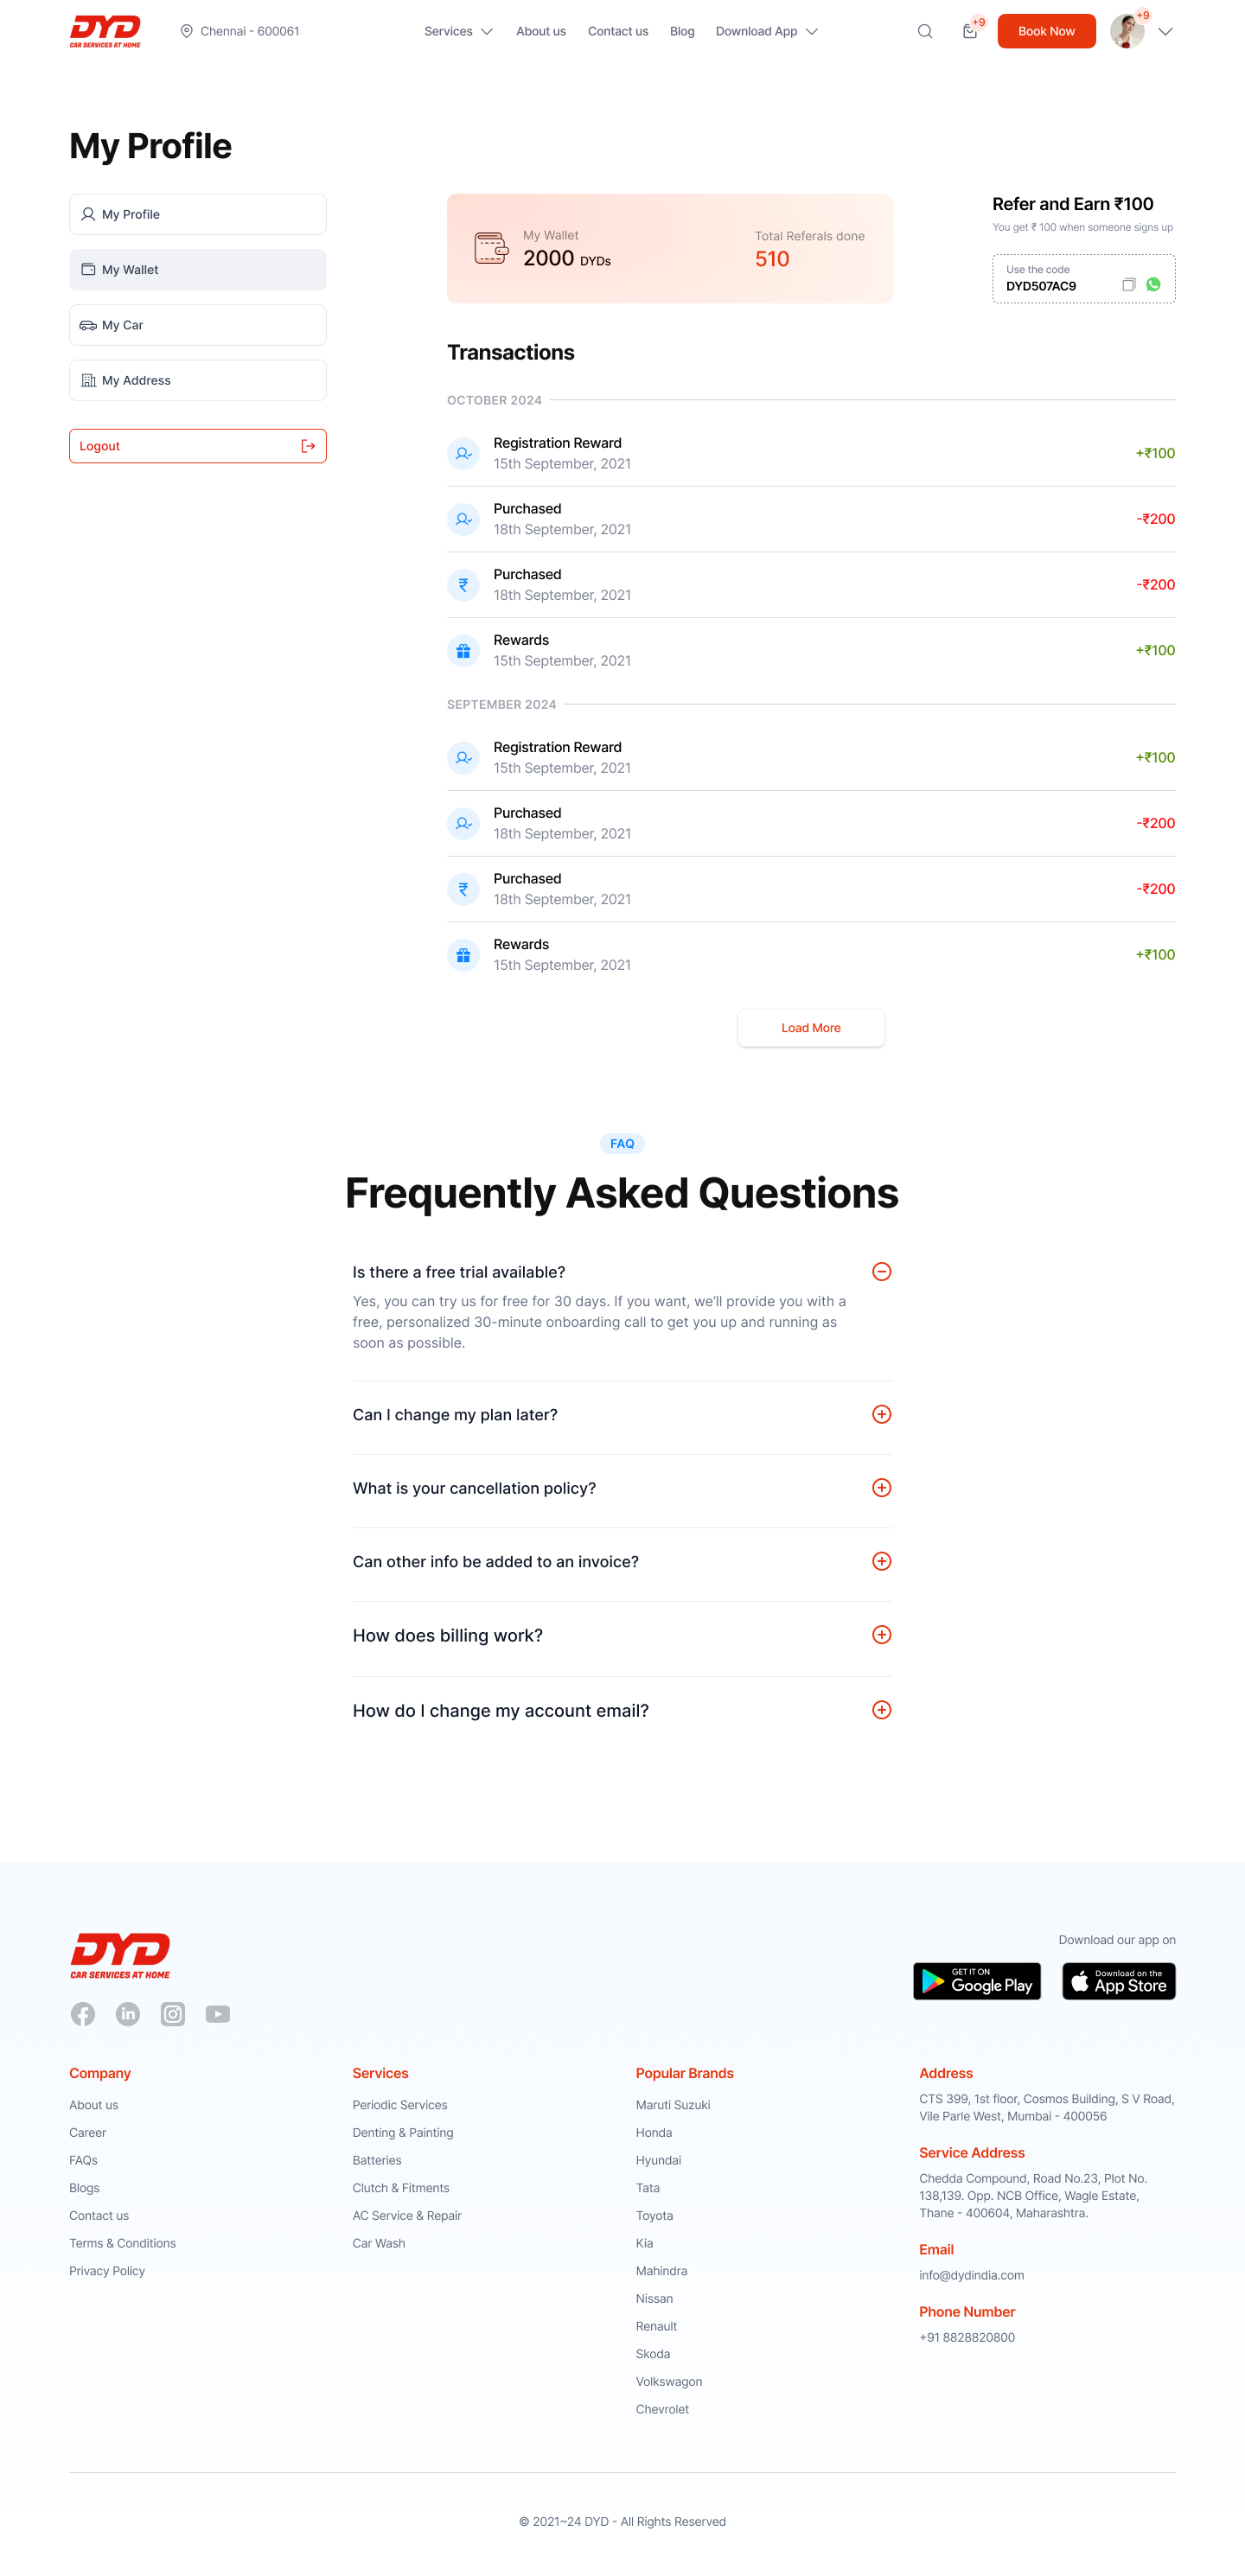 DYD
CAR SERVICES AT HOME
Chennai - 600061
Services
About us
Contact us
Blog
Download App
+9
Book Now
+9
My Profile
My Profile
My Wallet
My Car
My Address
Logout
My Wallet
2000 DYDs
Total Referals done
510
Refer and Earn ₹100
You get ₹ 100 when someone signs up
Use the code
DYD507AC9
Transactions
OCTOBER 2024
Registration Reward
15th September, 2021
+₹100
Purchased
18th September, 2021
-₹200
Purchased
18th September, 2021
-₹200
Rewards
15th September, 2021
+₹100
SEPTEMBER 2024
Registration Reward
15th September, 2021
+₹100
Purchased
18th September, 2021
-₹200
Purchased
18th September, 2021
-₹200
Rewards
15th September, 2021
+₹100
Load More
FAQ
Frequently Asked Questions
Is there a free trial available?
Yes, you can try us for free for 30 days. If you want, we’ll provide you with a
free, personalized 30-minute onboarding call to get you up and running as
soon as possible.
Can I change my plan later?
What is your cancellation policy?
Can other info be added to an invoice?
How does billing work?
How do I change my account email?
DYD
CAR SERVICES AT HOME
Download our app on
GET IT ON
Google Play
Download on the
App Store
Company
About us
Career
FAQs
Blogs
Contact us
Terms & Conditions
Privacy Policy
Services
Periodic Services
Denting & Painting
Batteries
Clutch & Fitments
AC Service & Repair
Car Wash
Popular Brands
Maruti Suzuki
Honda
Hyundai
Tata
Toyota
Kia
Mahindra
Nissan
Renault
Skoda
Volkswagon
Chevrolet
Address
CTS 399, 1st floor, Cosmos Building, S V Road,
Vile Parle West, Mumbai - 400056
Service Address
Chedda Compound, Road No.23, Plot No.
138,139. Opp. NCB Office, Wagle Estate,
Thane - 400604, Maharashtra.
Email
info@dydindia.com
Phone Number
+91 8828820800
© 2021~24 DYD - All Rights Reserved